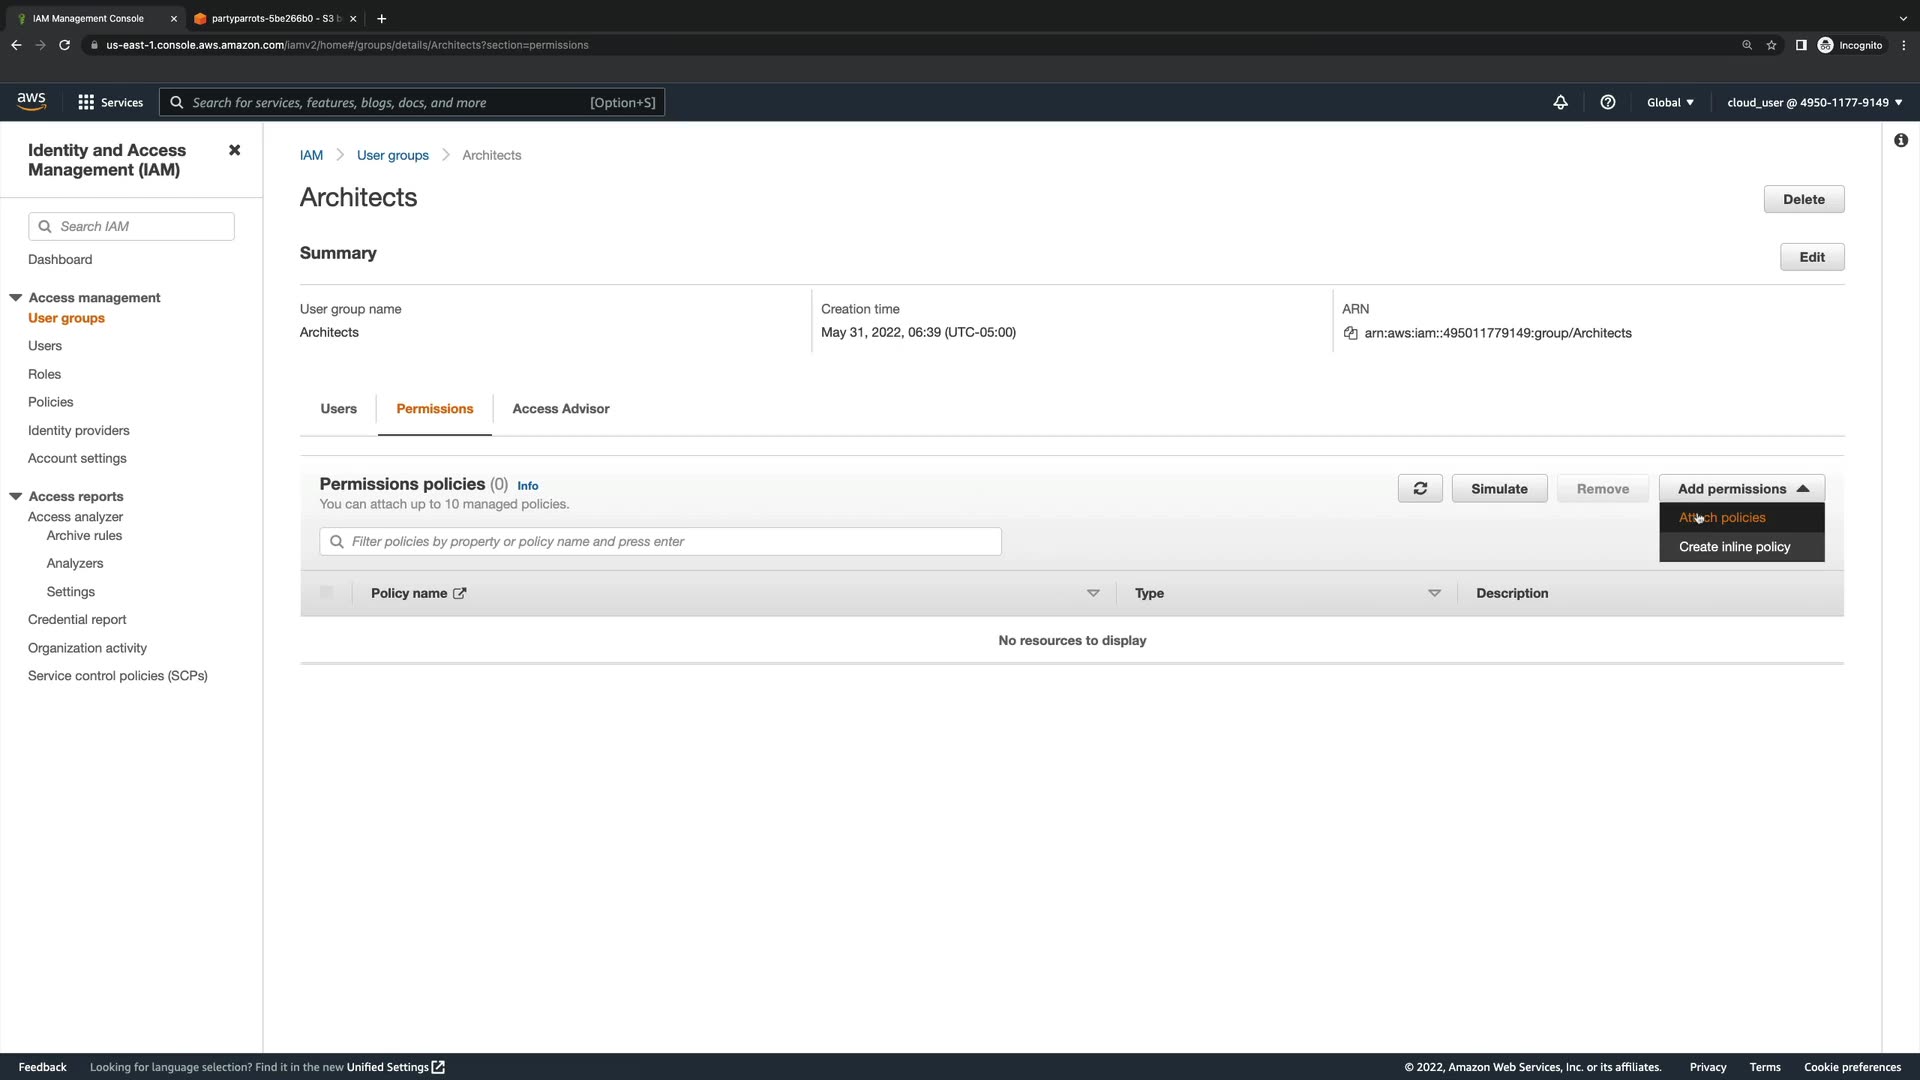 IAM Management Console
partyparrots-5be266b0 - S3 b
us-east-1.console.aws.amazon.com/iamv2/home#/groups/details/Architects?section=permissions
Incognito
aws
Services
Search for services, features, blogs, docs, and more
[Option+S]
Global
cloud_user @ 4950-1177-9149
Identity and Access
Management (IAM)
Search IAM
Dashboard
Access management
User groups
Users
Roles
Policies
Identity providers
Account settings
Access reports
Access analyzer
Archive rules
Analyzers
Settings
Credential report
Organization activity
Service control policies (SCPs)
IAM
User groups
Architects
Architects
Delete
Summary
Edit
User group name
Architects
Creation time
May 31, 2022, 06:39 (UTC-05:00)
ARN
arn:aws:iam::495011779149:group/Architects
Users
Permissions
Access Advisor
Permissions policies (0) Info
You can attach up to 10 managed policies.
Simulate
Remove
Add permissions
Attach policies
Create inline policy
Filter policies by property or policy name and press enter
Policy name
Type
Description
No resources to display
Feedback
Looking for language selection? Find it in the new Unified Settings
© 2022, Amazon Web Services, Inc. or its affiliates.
Privacy
Terms
Cookie preferences